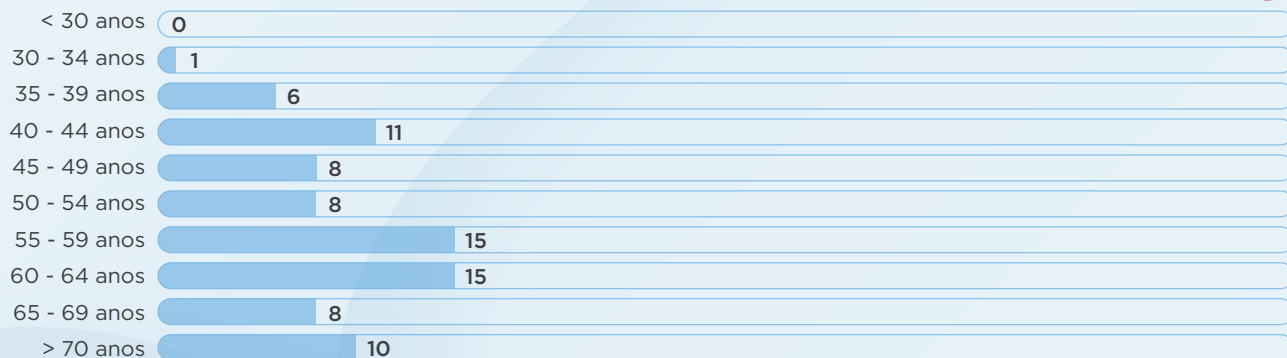 < 30 anos 0
30 - 34 anos 1
35 - 39 anos 6
40 - 44 anos 11
45 - 49 anos 8
50 - 54 anos 8
55 - 59 anos 15
60 - 64 anos 15
65 - 69 anos 8
> 70 anos 10